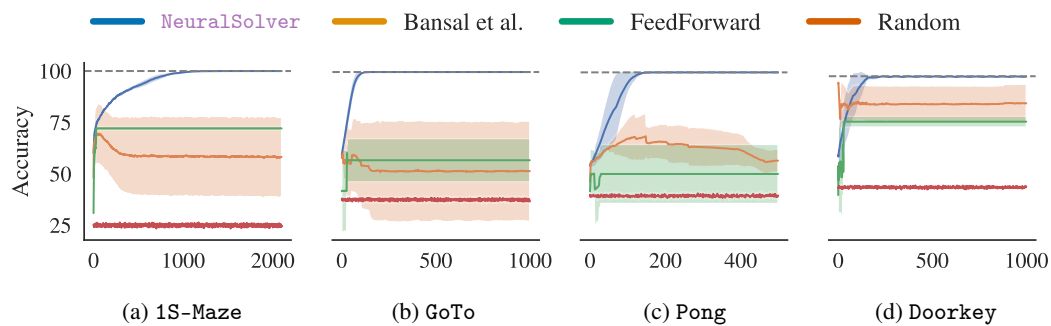 NeuralSolver Bansal et al. FeedForward Random
Accuracy
100
75
50
25
0 1000 2000
0 500 1000
0 200 400
0 500 1000
(a) 1S-Maze
(b) GoTo
(c) Pong
(d) Doorkey